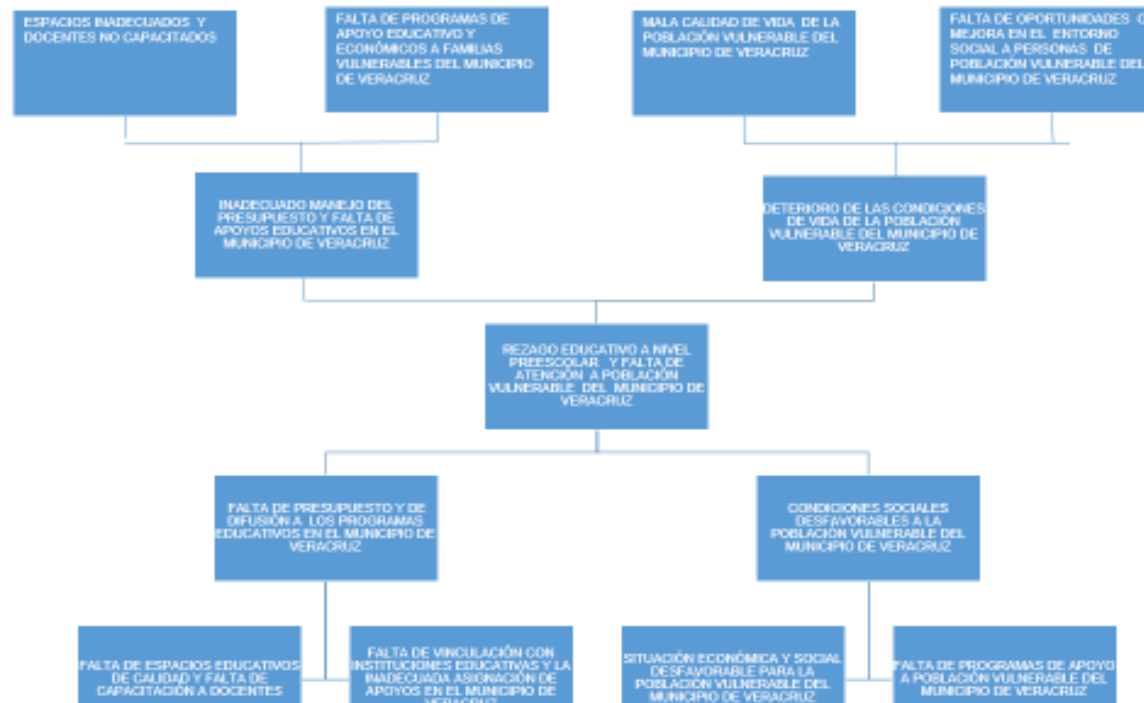 ESPACIOS INADECUADOS Y
DOCENTES NO CAPACITADOS
FALTA DE PROGRAMAS DE
APOYO EDUCATIVO Y
ECONÓMICOS A FAMILIAS
VULNERABLES DEL MUNICIPIO
DE VERACRUZ
MALA CALIDAD DE VIDA DE LA
POBLACIÓN VULNERABLE DEL
MUNICIPIO DE VERACRUZ
FALTA DE OPORTUNIDADES
MEJORA EN EL ENTORNO
SOCIAL A PERSONAS DE
POBLACIÓN VULNERABLE DEL
MUNICIPIO DE VERACRUZ
INADECUADO MANEJO DEL
PRESUPUESTO Y FALTA DE
APOYOS EDUCATIVOS EN EL
MUNICIPIO DE VERACRUZ
DETERIORO DE LAS CONDICIONES
DE VIDA DE LA POBLACIÓN
VULNERABLE DEL MUNICIPIO DE
VERACRUZ
REZAGO EDUCATIVO A NIVEL
PREESCOLAR Y FALTA DE
ATENCIÓN A POBLACIÓN
VULNERABLE DEL MUNICIPIO DE
VERACRUZ
FALTA DE PRESUPUESTO Y DE
DIFUSIÓN A LOS PROGRAMAS
EDUCATIVOS EN EL MUNICIPIO DE
VERACRUZ
CONDICIONES SOCIALES
DESFAVORABLES A LA
POBLACIÓN VULNERABLE DEL
MUNICIPIO DE VERACRUZ
FALTA DE ESPACIOS EDUCATIVOS
DE CALIDAD Y FALTA DE
CAPACITACIÓN A DOCENTES
FALTA DE VINCULACIÓN CON
INSTITUCIONES EDUCATIVAS Y LA
INADECUADA ASIGNACIÓN DE
APOYOS EN EL MUNICIPIO DE
VERACRUZ
SITUACIÓN ECONÓMICA Y SOCIAL
DESFAVORABLE PARA LA
POBLACIÓN VULNERABLE DEL
MUNICIPIO DE VERACRUZ
FALTA DE PROGRAMAS DE APOYO
A POBLACIÓN VULNERABLE DEL
MUNICIPIO DE VERACRUZ